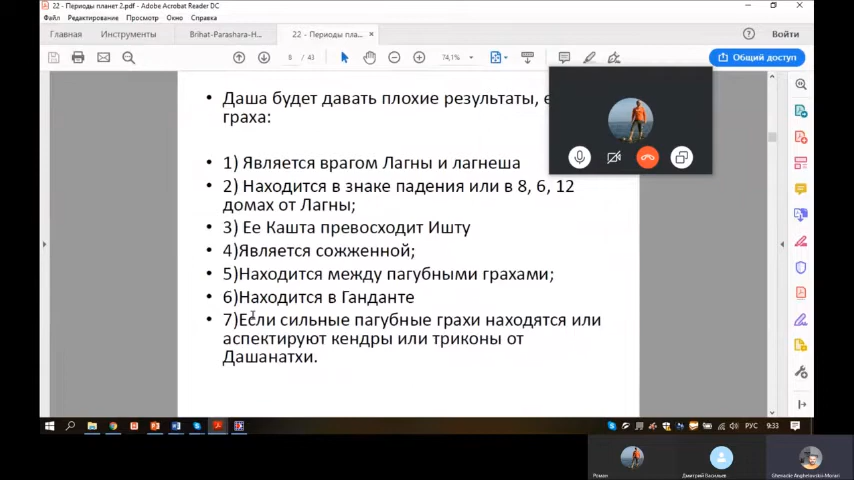 22 - Периоды планет 2.pdf - Adobe Acrobat Reader DC
Файл Редактирование Просмотр Окно Справка
Главная Инструменты Brihat-Parashara-H... 22 - Периоды пла... × Войти
8 / 43 74,1% Общий доступ
• Даша будет давать плохие результаты, е
граха:
• 1) Является врагом Лагны и лагнеша
• 2) Находится в знаке падения или в 8, 6, 12
домах от Лагны;
• 3) Ее Кашта превосходит Ишту
• 4)Является сожженной;
• 5)Находится между пагубными грахами;
• 6)Находится в Ганданте
• 7)Если сильные пагубные грахи находятся или
аспектируют кендры или триконы от
Дашанатхи.
РУС 9:33
Роман Дмитрий Васильев Ghenadie Anghelovskii-Morari